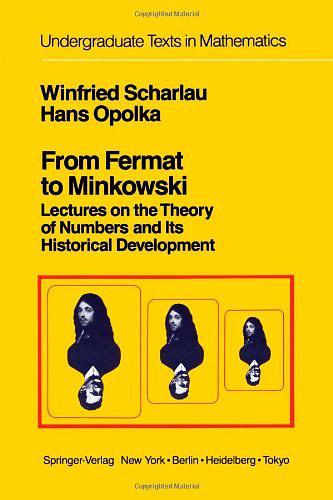 Undergraduate Texts in Mathematics
Winfried Scharlau
Hans Opolka
From Fermat
to Minkowski
Lectures on the Theory
of Numbers and Its
Historical Development
Springer-Verlag New York • Berlin • Heidelberg • Tokyo